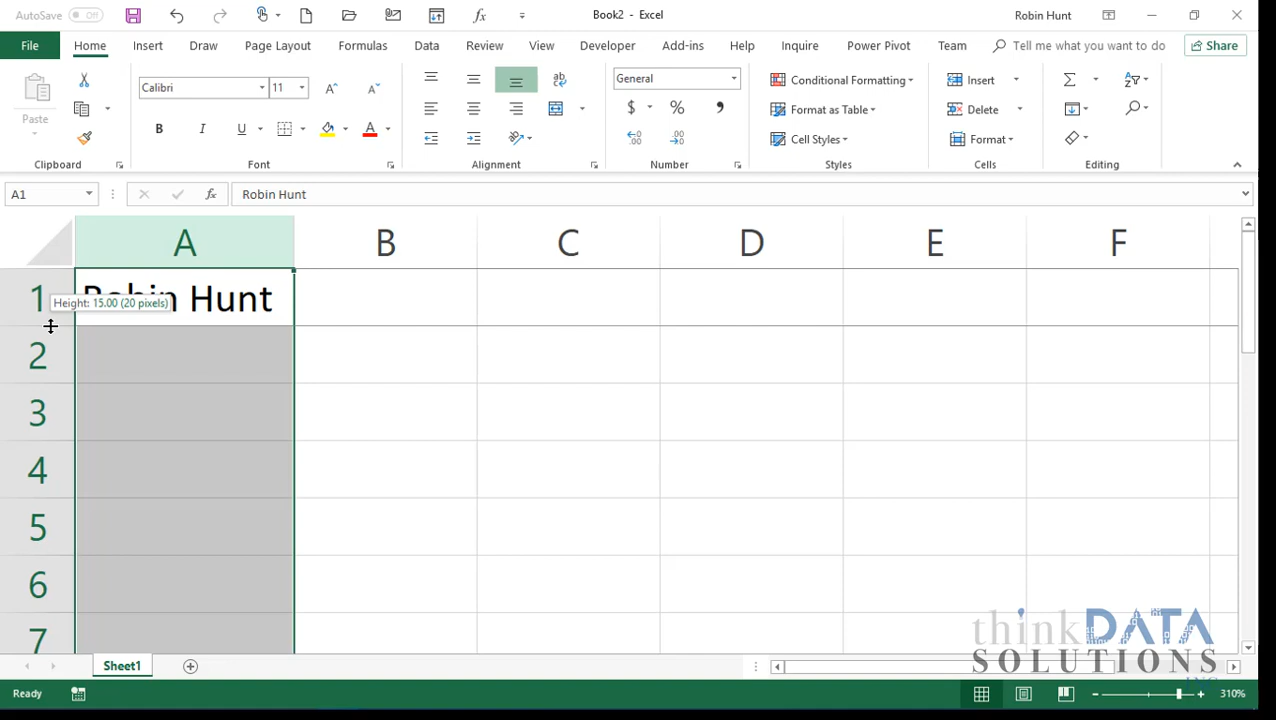 AutoSave Off Book2 - Excel Robin Hunt
File Home Insert Draw Page Layout Formulas Data Review View Developer Add-ins Help Inquire Power Pivot Team Tell me what you want to do Share
Paste Calibri 11 General Conditional Formatting Insert
$ % , Format as Table Delete
B I U A Cell Styles Format
Clipboard Font Alignment Number Styles Cells Editing
A1 fx Robin Hunt
A B C D E F
1 Robin Hunt
Height: 15.00 (20 pixels)
2
3
4
5
6
7
thinkDATA
SOLUTIONS
INC
Sheet1
Ready 310%